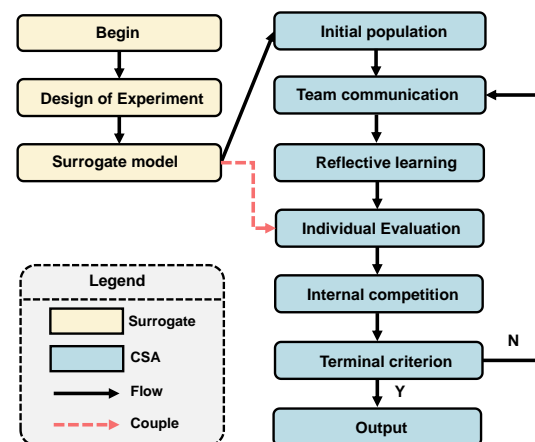 Begin
Design of Experiment
Surrogate model
Initial population
Team communication
Reflective learning
Individual Evaluation
Internal competition
Terminal criterion
N
Y
Output
Legend
Surrogate
CSA
Flow
Couple